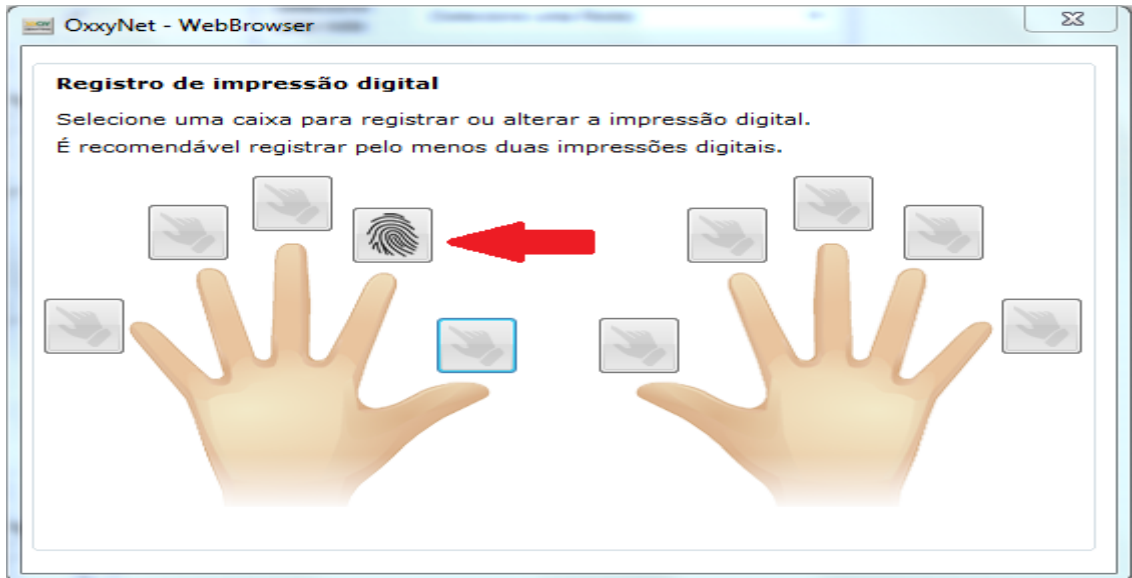 OxxyNet - WebBrowser
Registro de impressão digital
Selecione uma caixa para registrar ou alterar a impressão digital.
É recomendável registrar pelo menos duas impressões digitais.